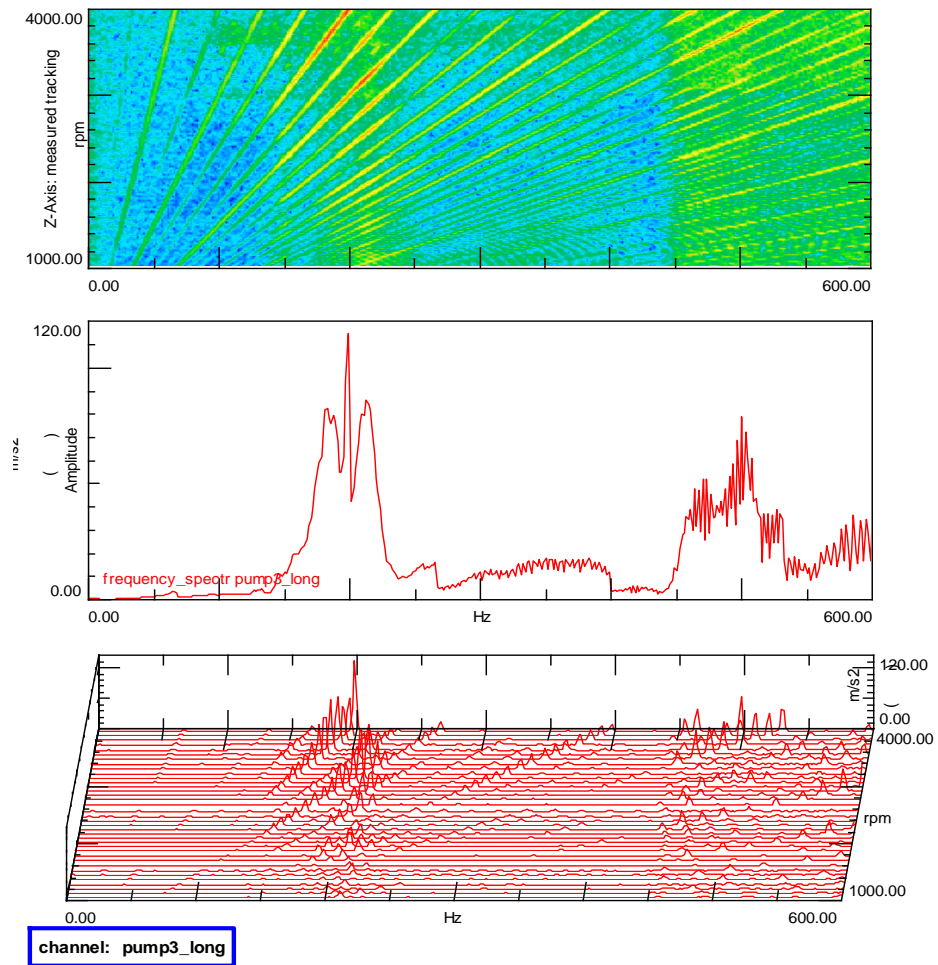 4000.00
Z-Axis: measured tracking
rpm
1000.00
0.00
600.00
120.00
m/s2
( )
Amplitude
frequency_spectr pump3_long
0.00
0.00
Hz
600.00
120.00
m/s2
(
0.00
4000.00
rpm
1000.00
0.00
Hz
600.00
channel: pump3_long